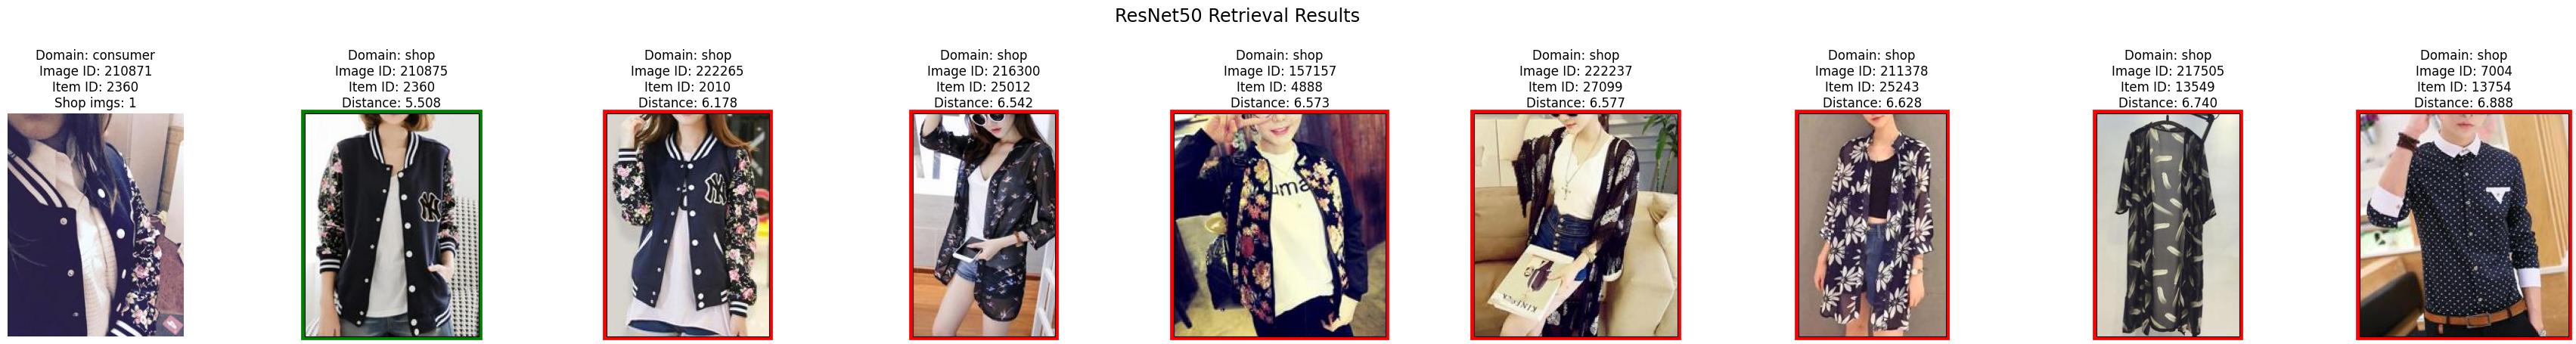 ResNet50 Retrieval Results
Domain: consumer
Image ID: 210871
Item ID: 2360
Shop imgs: 1
Domain: shop
Image ID: 210875
Item ID: 2360
Distance: 5.508
Domain: shop
Image ID: 222265
Item ID: 2010
Distance: 6.178
Domain: shop
Image ID: 216300
Item ID: 25012
Distance: 6.542
Domain: shop
Image ID: 157157
Item ID: 4888
Distance: 6.573
Domain: shop
Image ID: 222237
Item ID: 27099
Distance: 6.577
Domain: shop
Image ID: 211378
Item ID: 25243
Distance: 6.628
Domain: shop
Image ID: 217505
Item ID: 13549
Distance: 6.740
Domain: shop
Image ID: 7004
Item ID: 13754
Distance: 6.888
NY
NY
uma
KINFOLK